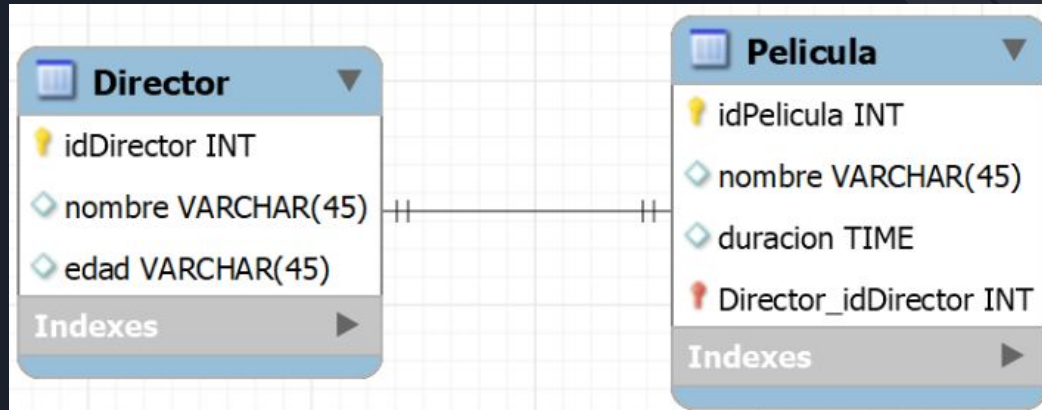 Director
idDirector INT
nombre VARCHAR(45)
edad VARCHAR(45)
Indexes
Pelicula
idPelicula INT
nombre VARCHAR(45)
duracion TIME
Director_idDirector INT
Indexes